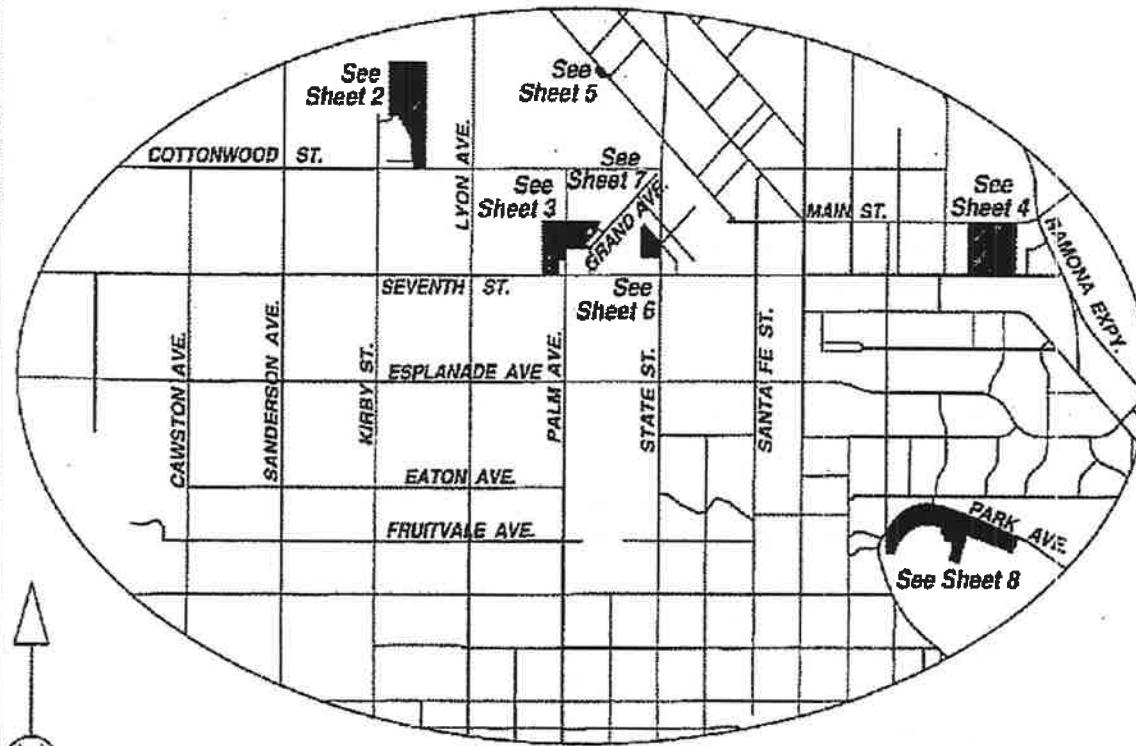 See
Sheet 2
See
Sheet 5
COTTONWOOD ST.
LYON AVE.
See
Sheet 7
See
Sheet 3
GRAND AVE.
MAIN ST.
See
Sheet 4
RAMONA EXPY.
SEVENTH ST.
See
Sheet 6
CAWSTON AVE.
SANDERSON AVE.
KIRBY ST.
ESPLANADE AVE
PALM AVE.
STATE ST.
SANTA FE ST.
EATON AVE.
FRUITVALE AVE.
PARK AVE.
See Sheet 8